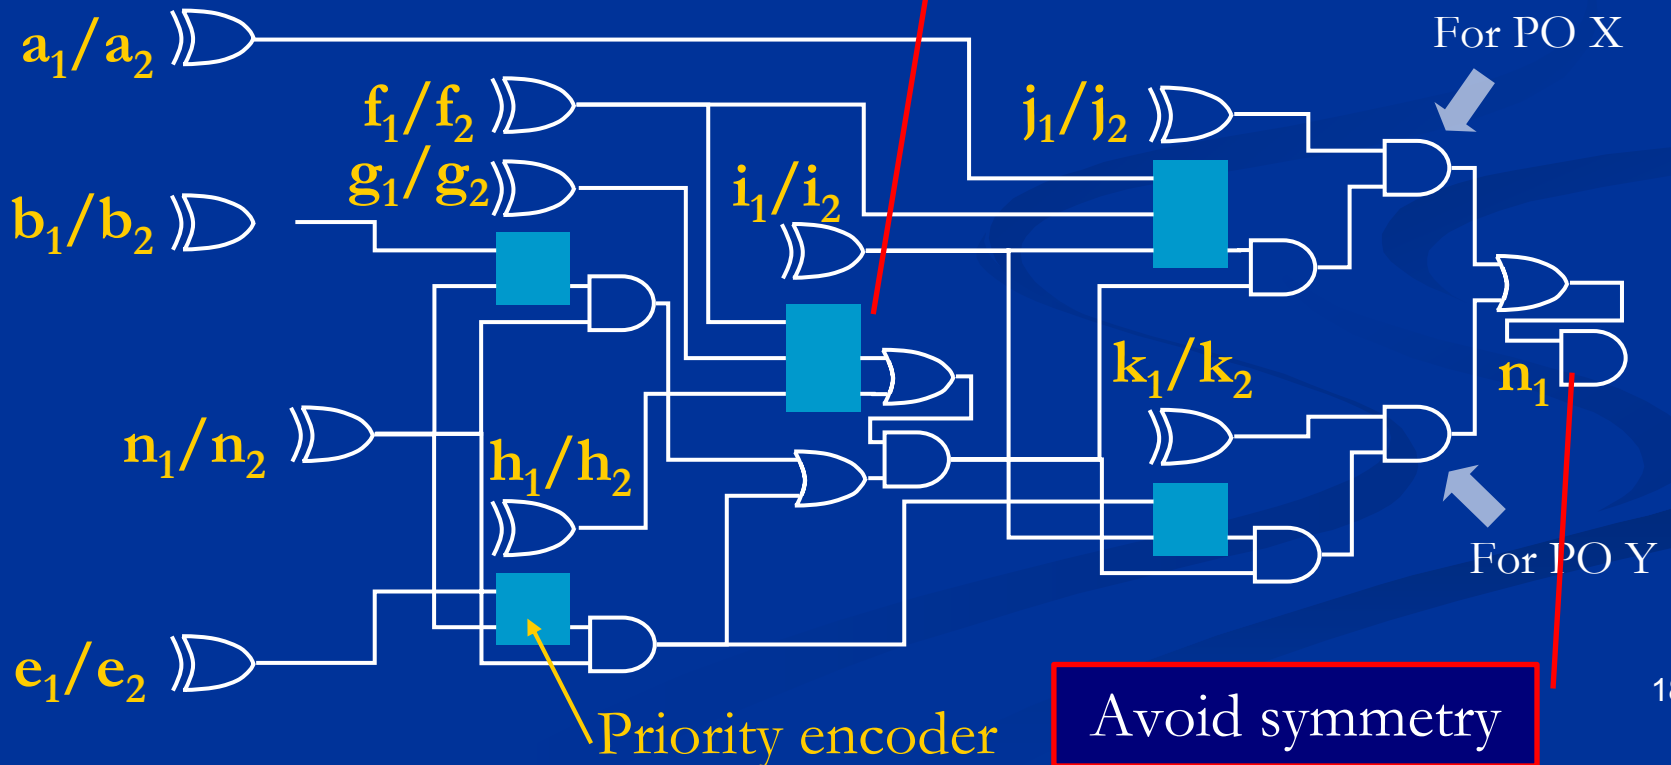 a₁/a₂
For PO X
f₁/f₂
j₁/j₂
g₁/g₂
i₁/i₂
b₁/b₂
k₁/k₂
n₁
n₁/n₂
h₁/h₂
For PO Y
e₁/e₂
Avoid symmetry
Priority encoder